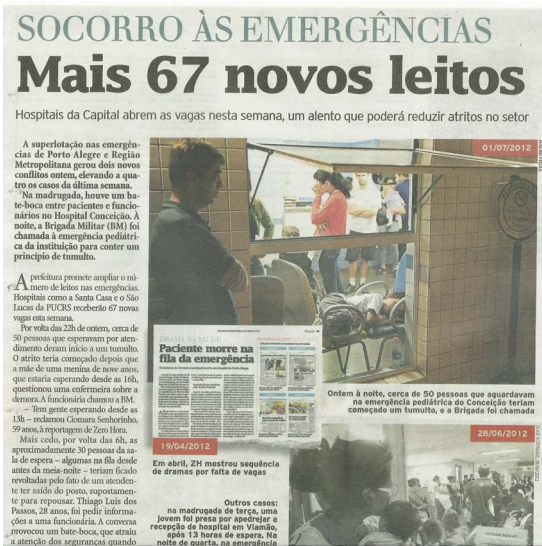 SOCORRO ÀS EMERGÊNCIAS
Mais 67 novos leitos
Hospitais da Capital abrem as vagas nesta semana, um alento que poderá reduzir atritos no setor
A superlotação nas emergên-
cias de Porto Alegre e Região
Metropolitana gerou dois novos
conflitos ontem, elevando a qua-
tro os casos da última semana.
Na madrugada, houve um ba-
te-boca entre pacientes e funcio-
nários no Hospital Conceição. À
noite, a Brigada Militar (BM) foi
chamada à emergência pediátri-
ca da instituição para conter um
princípio de tumulto.
A prefeitura promete ampliar o nú-
mero de leitos nas emergências.
Hospitais como a Santa Casa e o São
Lucas da PUCRS receberão 67 novas
vagas esta semana.
Por volta das 22h de ontem, cerca de
50 pessoas que esperavam por aten-
dimento deram início a um tumulto.
O atrito teria começado depois que
a mãe de uma menina de nove anos,
que estaria esperando desde as 16h,
questionou uma enfermeira sobre a
demora. A funcionária chamou a BM.
– Tem gente esperando desde as
13h – reclamou Ciomara Senhorinho,
59 anos, à reportagem de Zero Hora.
Mais cedo, por volta das 6h, as
aproximadamente 30 pessoas da sa-
la de espera – algumas na fila desde
antes da meia-noite – teriam ficado
revoltadas pelo fato de um atenden-
te ter saído do posto, supostamente
para repousar. Thiago Luis dos
Passos, 28 anos, foi pedir informa-
ções a uma funcionária. A conversa
provocou um bate-boca, que atraiu
a atenção dos seguranças quando
01/07/2012
DRAMA NA SAÚDE
Paciente morre na
fila da emergência
Ontem à noite, cerca de 50 pessoas que aguardavam
na emergência pediátrica do Conceição teriam
começado um tumulto, e a Brigada foi chamada
19/04/2012
Em abril, ZH mostrou sequência
de dramas por falta de vagas
28/06/2012
Outros casos:
na madrugada de terça, uma
jovem foi presa por apedrejar a
recepção de hospital em Viamão,
após 13 horas de espera. Na
noite de quarta, na emergência